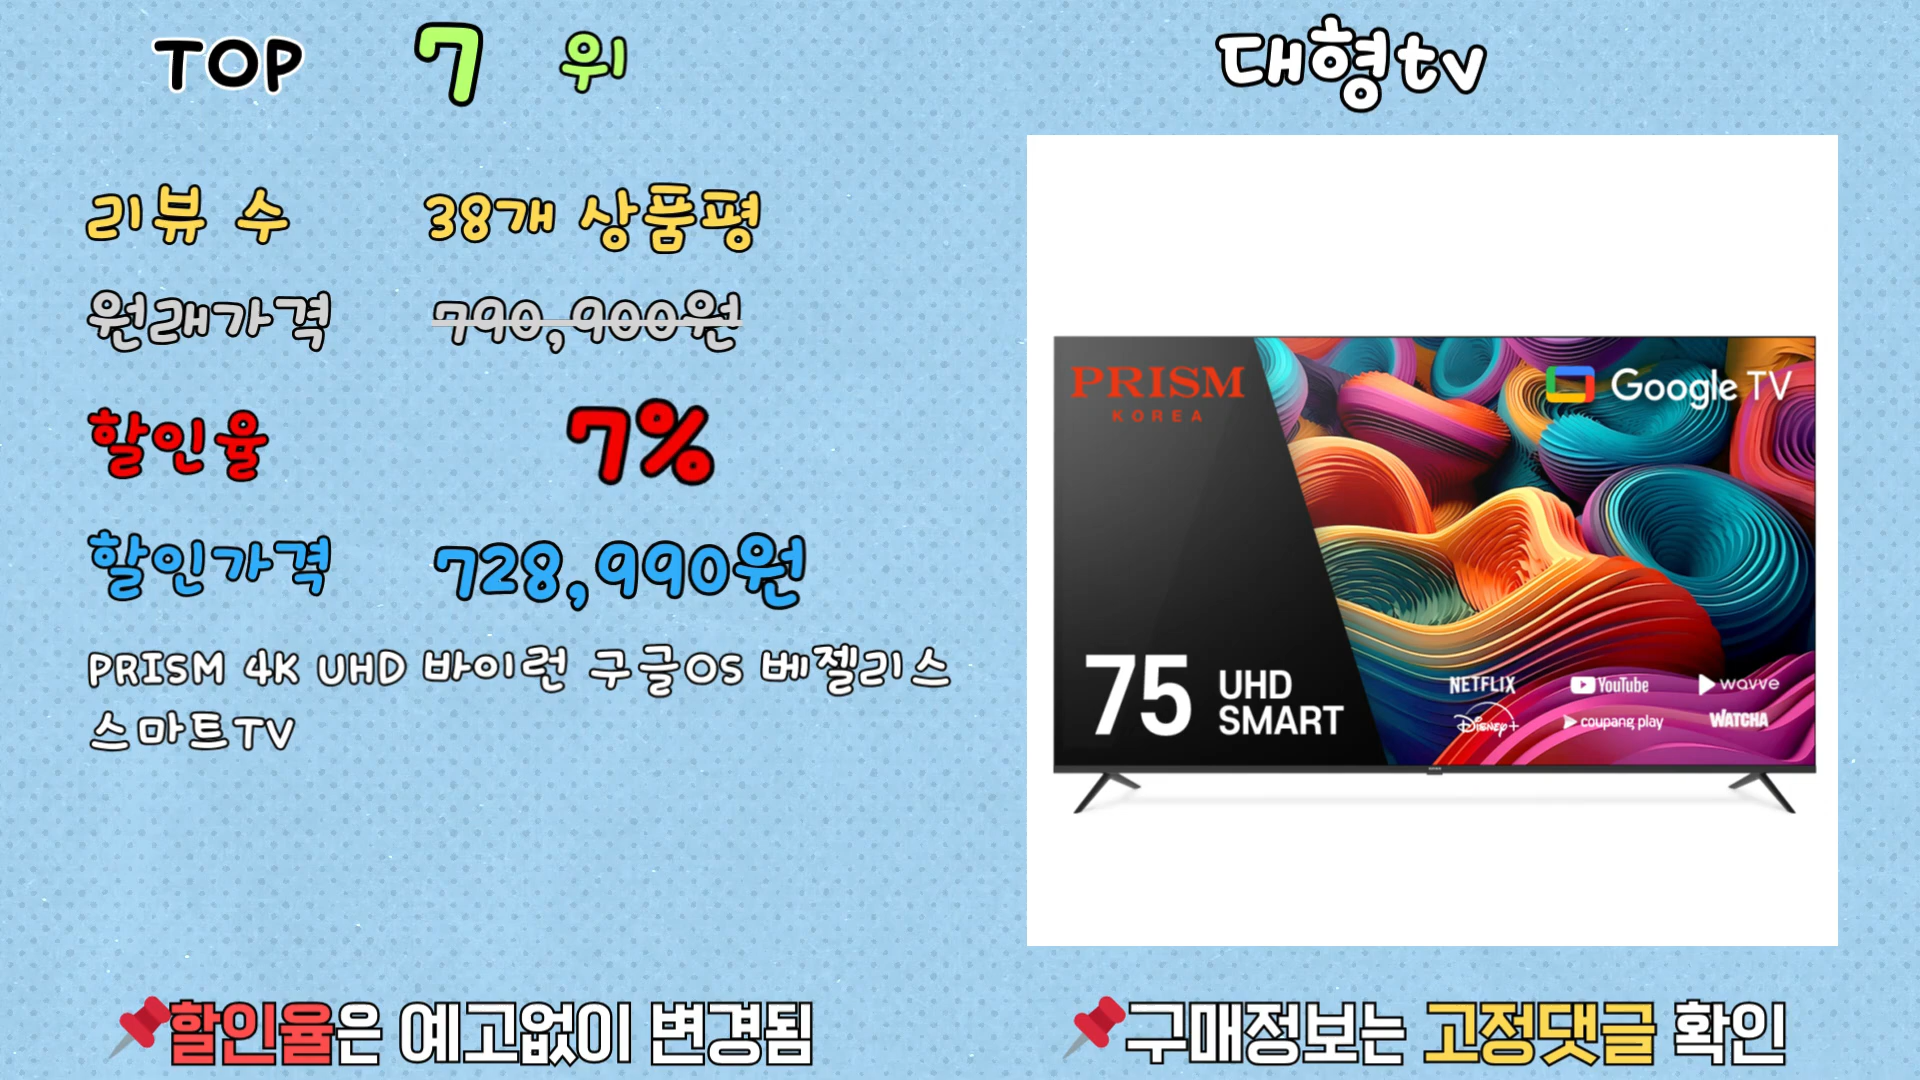 TOP 7 위
대형tv
리뷰 수 38개 상품평
원래가격 790,900원
할인율 7%
할인가격 728,990원
PRISM 4K UHD 바이런 구글OS 베젤리스
스마트TV
PRISM
KOREA
Google TV
75 UHD
SMART
NETFLIX YouTube wavve
Disney+ coupang play WATCHA
할인율은 예고없이 변경됨
구매정보는 고정댓글 확인